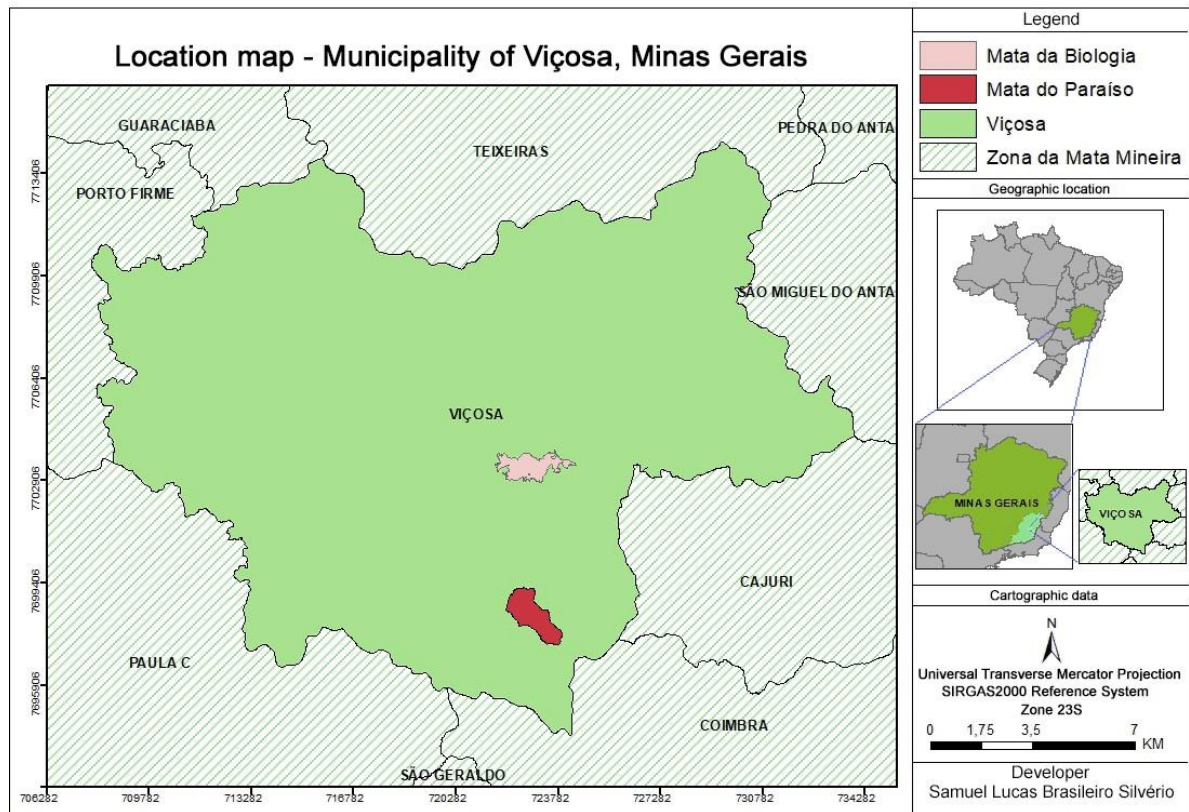 Location map - Municipality of Viçosa, Minas Gerais
GUARACIABA
TEIXEIRAS
PEDRA DO ANTA
PORTO FIRME
SÃO MIGUEL DO ANTA
VIÇOSA
CAJURI
PAULA C
COIMBRA
SÃO GERALDO
7713406
7709906
7706406
7702906
7699406
7695906
706282
709782
713282
716782
720282
723782
727282
730782
734282
Legend
Mata da Biologia
Mata do Paraíso
Viçosa
Zona da Mata Mineira
Geographic location
MINAS GERAIS
VIÇOSA
Cartographic data
N
Universal Transverse Mercator Projection
SIRGAS2000 Reference System
Zone 23S
0 1,75 3,5 7
KM
Developer
Samuel Lucas Brasileiro Silvério